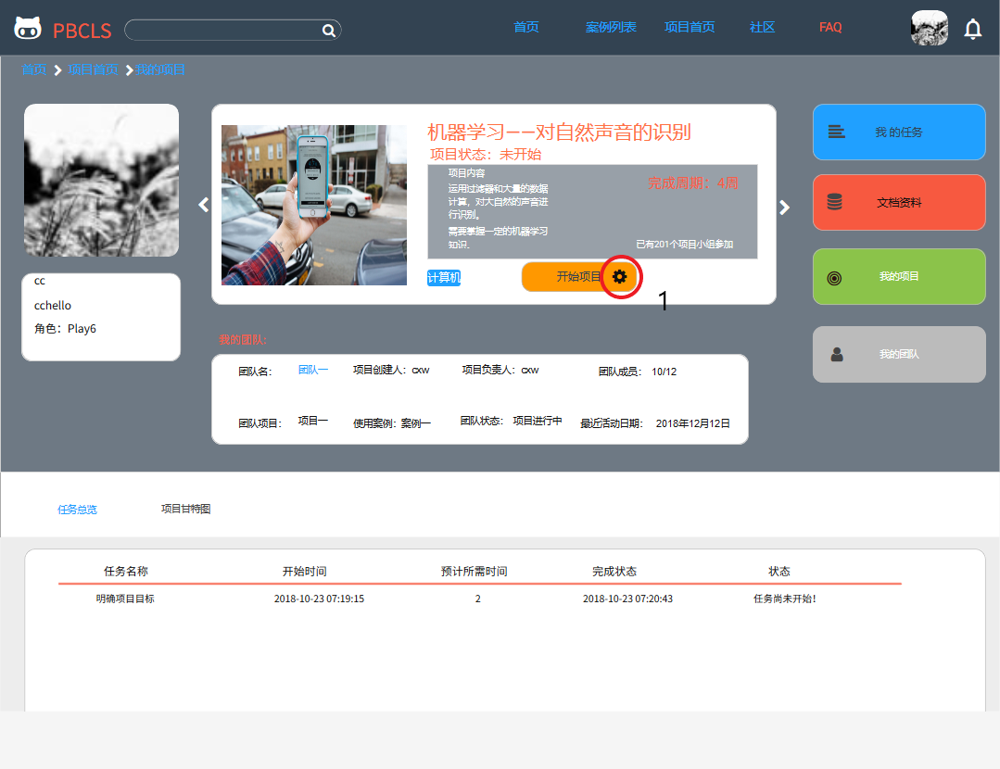 PBCLS
首页
案例列表
项目首页
社区
FAQ
首页
项目首页
我的项目
cc
cchello
角色：Play6
机器学习——对自然声音的识别
项目状态：未开始
项目内容
运用过滤器和大量的数据
计算，对大自然的声音进
行识别。
需要掌握一定的机器学习
知识。
完成周期：4周
已有201个项目小组参加
计算机
开始项目
1
我的任务
文档资料
我的项目
我的团队
我的团队：
团队名：
团队一
项目创建人：cxw
项目负责人：cxw
团队成员：
10/12
团队项目：
项目一
使用案例：案例一
团队状态：
项目进行中
最近活动日期：
2018年12月12日
任务总览
项目甘特图
任务名称
开始时间
预计所需时间
完成状态
状态
明确项目目标
2018-10-23 07:19:15
2
2018-10-23 07:20:43
任务尚未开始!